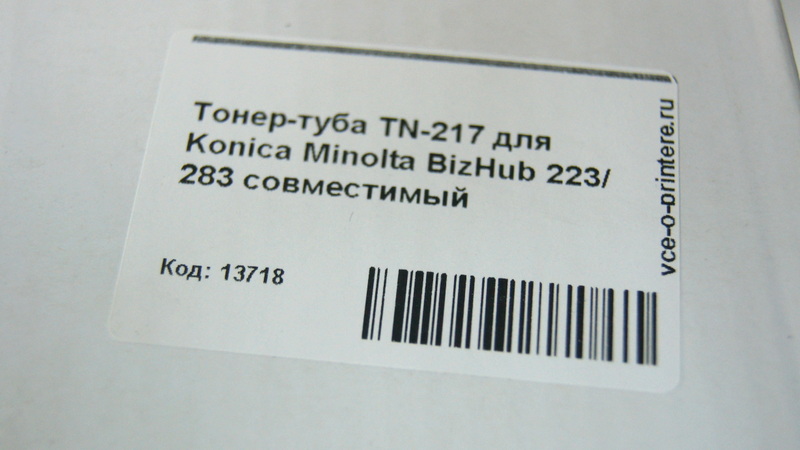 Тонер-туба TN-217 для
Konica Minolta BizHub 223/
283 совместимый
Код: 13718
vce-o-printere.ru